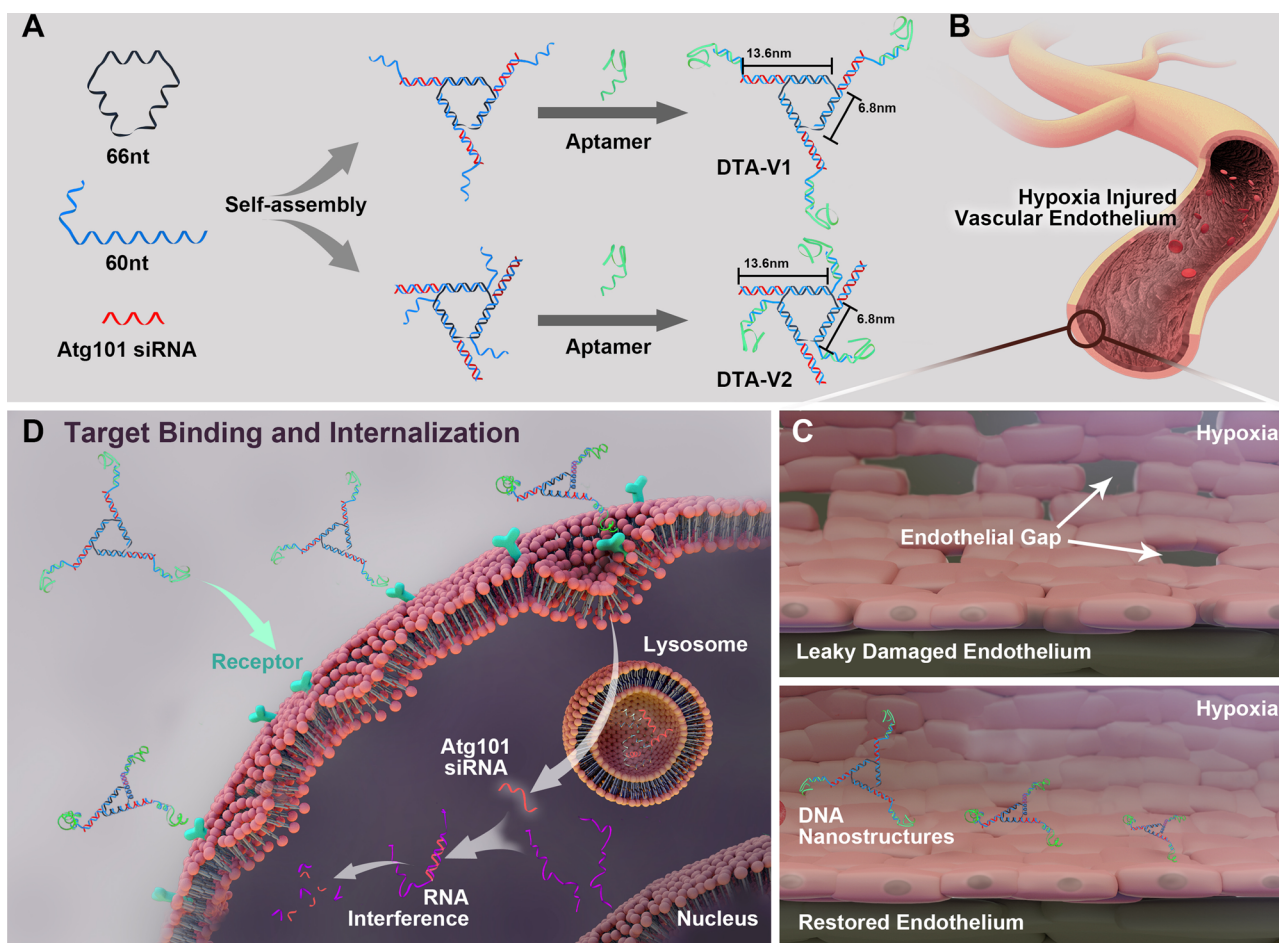 A
66nt
60nt
Atg101 siRNA
Self-assembly
Aptamer
13.6nm
6.8nm
DTA-V1
Aptamer
13.6nm
6.8nm
DTA-V2
B
Hypoxia Injured
Vascular Endothelium
D Target Binding and Internalization
Receptor
Lysosome
Atg101
siRNA
RNA
Interference
Nucleus
C
Hypoxia
Endothelial Gap
Leaky Damaged Endothelium
Hypoxia
DNA
Nanostructures
Restored Endothelium